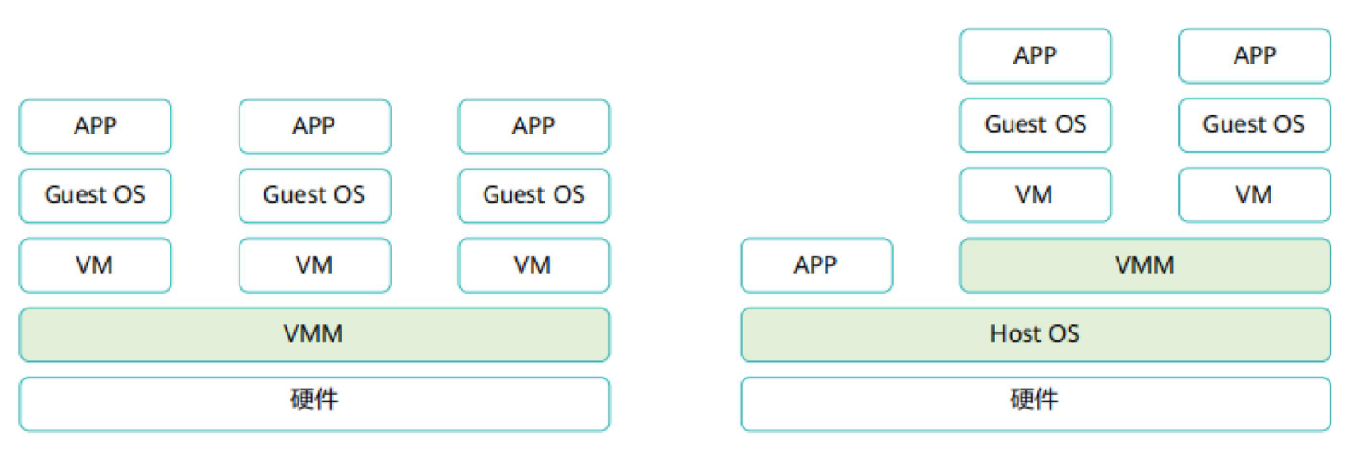 APP APP APP
Guest OS Guest OS Guest OS
VM VM VM
VMM
硬件
APP APP
Guest OS Guest OS
VM VM
APP VMM
Host OS
硬件